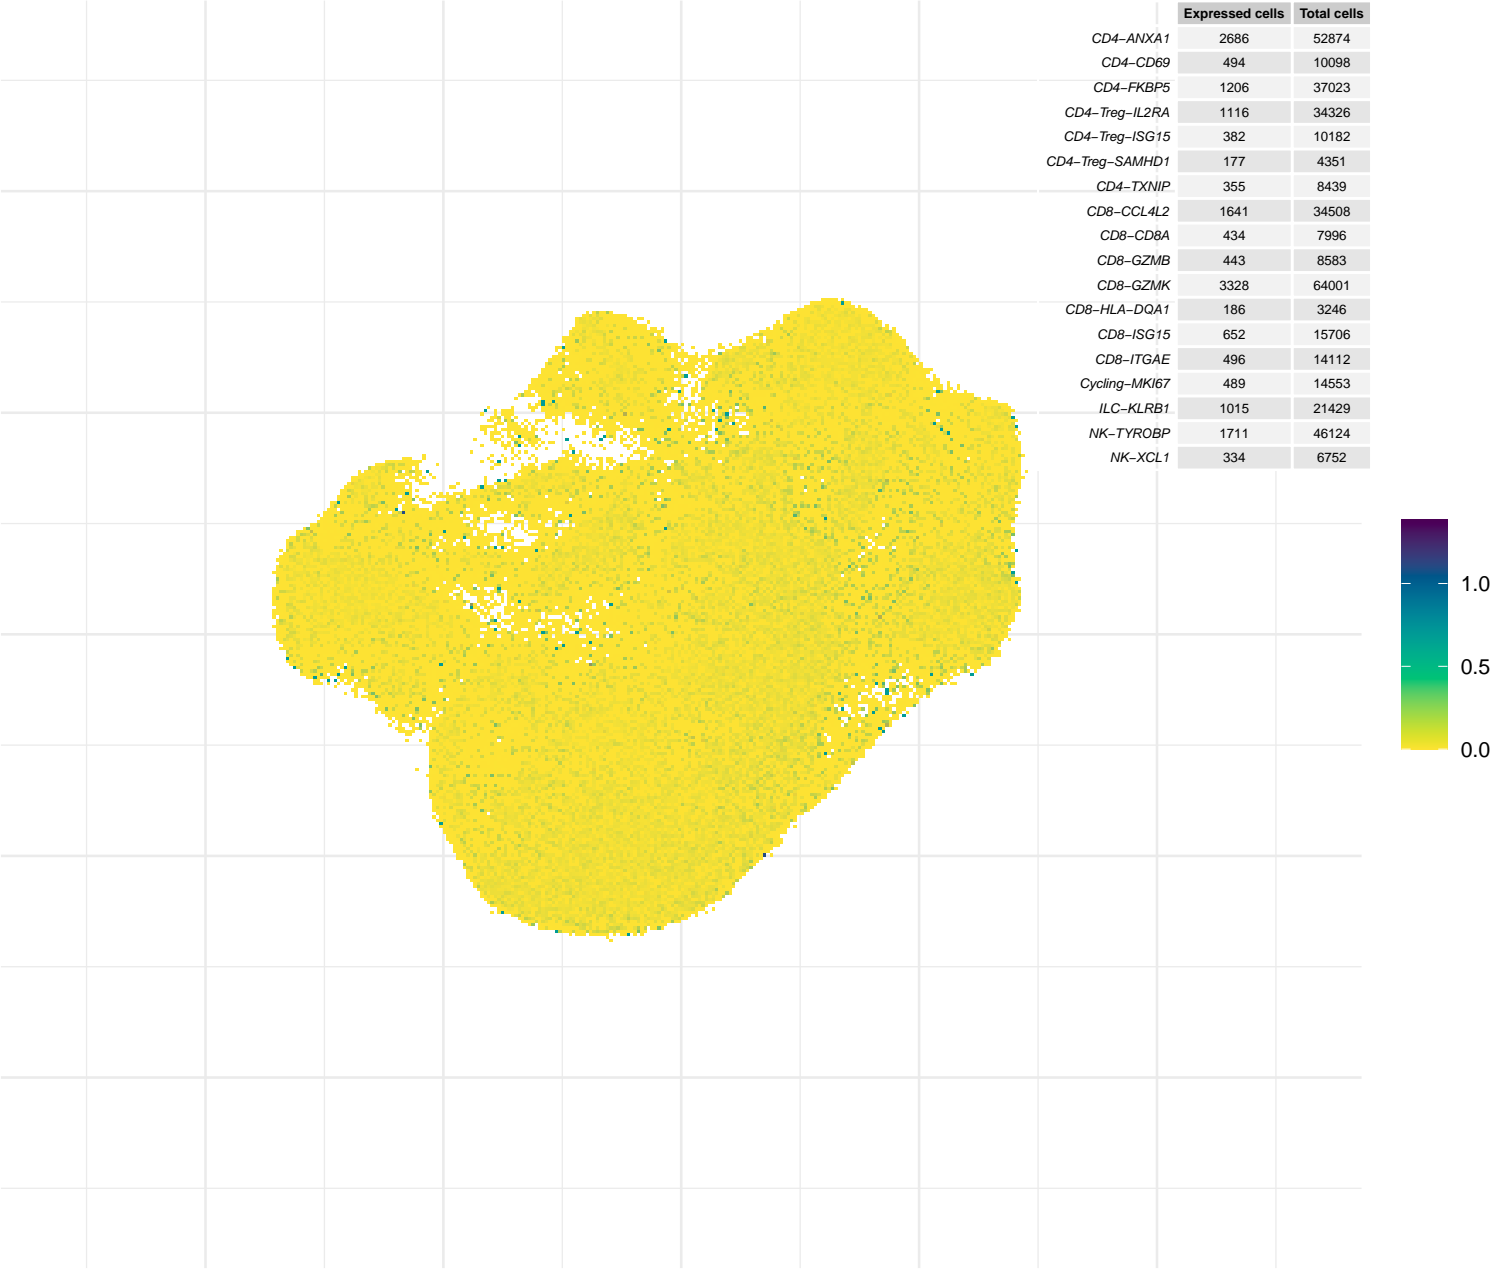 Expressed cells Total cells
CD4−ANXA1 2686 52874
CD4−CD69 494 10098
CD4−FKBP5 1206 37023
CD4−Treg−IL2RA 1116 34326
CD4−Treg−ISG15 382 10182
CD4−Treg−SAMHD1 177 4351
CD4−TXNIP 355 8439
CD8−CCL4L2 1641 34508
CD8−CD8A 434 7996
CD8−GZMB 443 8583
CD8−GZMK 3328 64001
CD8−HLA−DQA1 186 3246
CD8−ISG15 652 15706
CD8−ITGAE 496 14112
Cycling−MKI67 489 14553
ILC−KLRB1 1015 21429
NK−TYROBP 1711 46124
NK−XCL1 334 6752
1.0
0.5
0.0